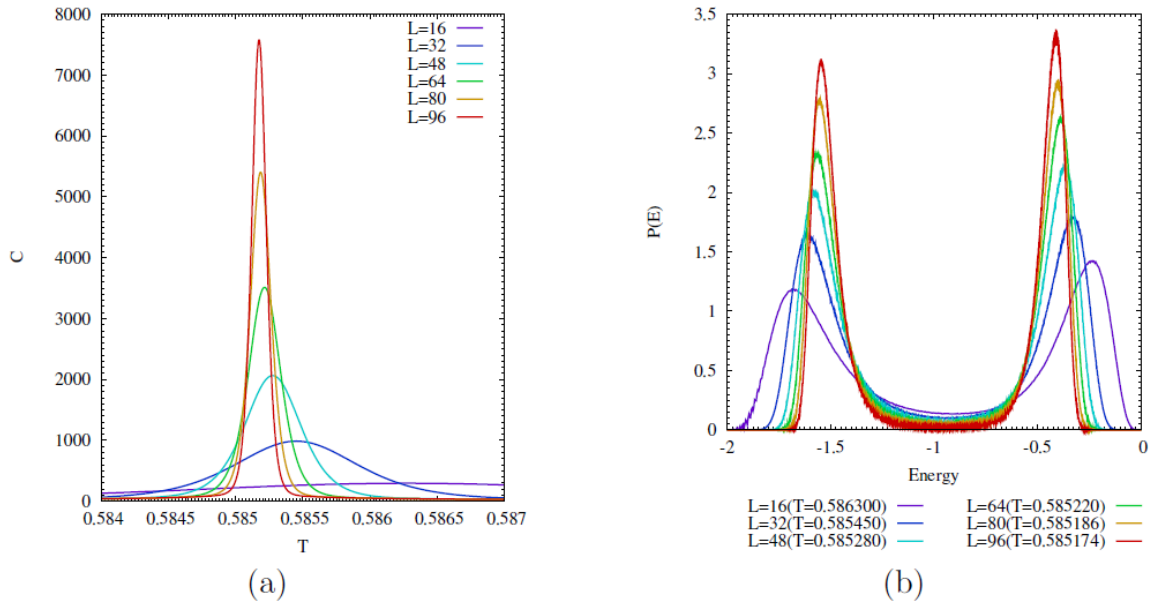 8000
7000
6000
5000
4000
3000
2000
1000
0
C
L=16
L=32
L=48
L=64
L=80
L=96
0.584 0.5845 0.585 0.5855 0.586 0.5865 0.587
T
(a)
3.5
3
2.5
2
1.5
1
0.5
0
P(E)
-2 -1.5 -1 -0.5 0
Energy
L=16(T=0.586300) L=64(T=0.585220)
L=32(T=0.585450) L=80(T=0.585186)
L=48(T=0.585280) L=96(T=0.585174)
(b)